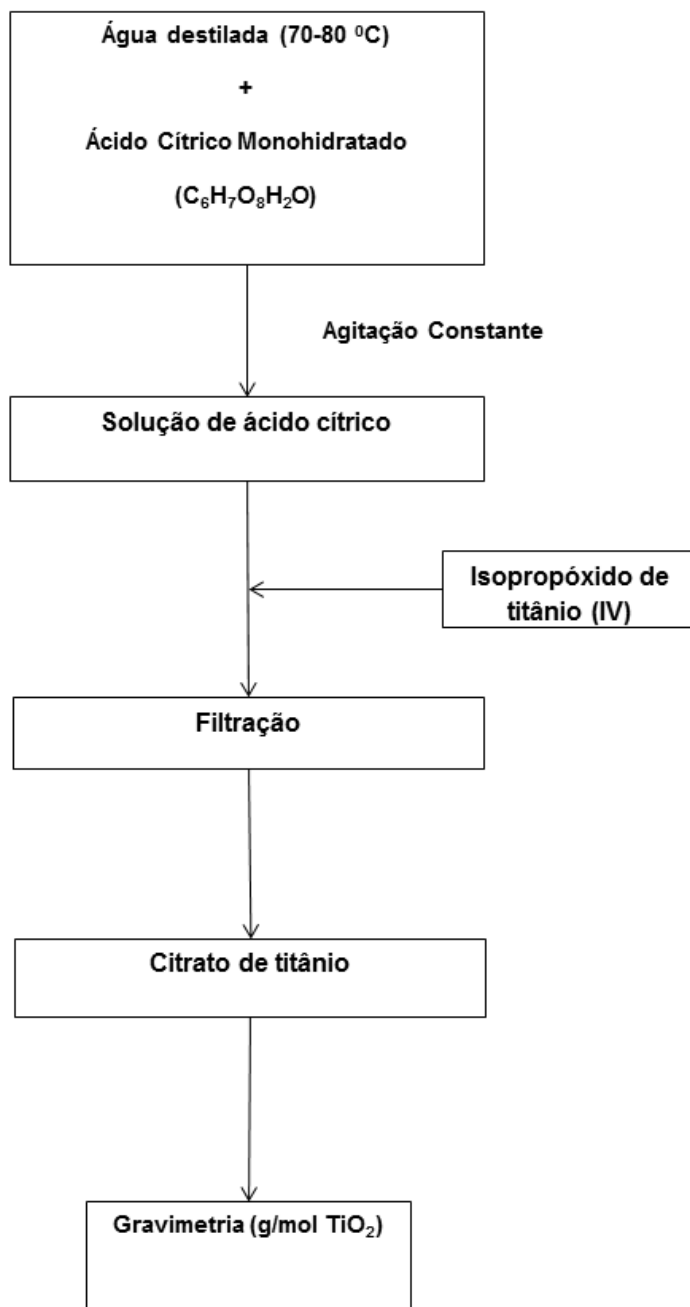 Água destilada (70-80 ⁰C)
+
Ácido Cítrico Monohidratado
(C₆H₇O₈H₂O)
Agitação Constante
Solução de ácido cítrico
Isopropóxido de
titânio (IV)
Filtração
Citrato de titânio
Gravimetria (g/mol TiO₂)